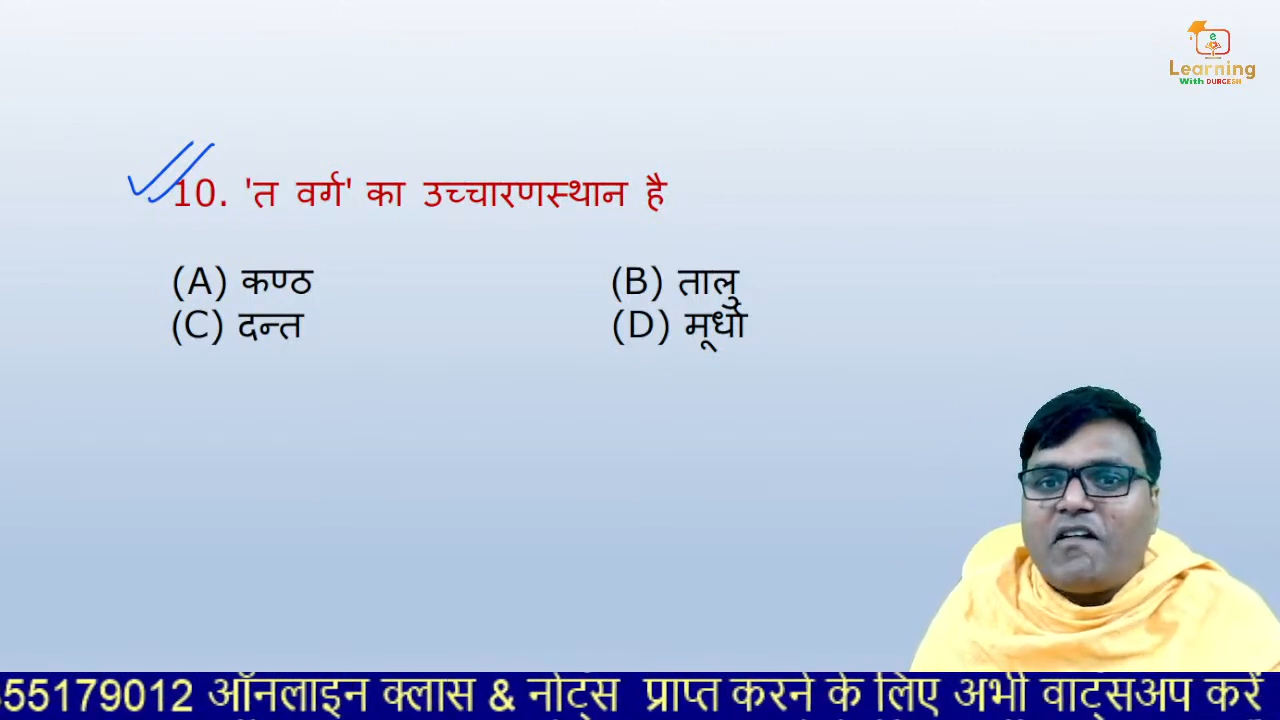 e
Learning
With DURGESH
10. 'त वर्ग' का उच्चारणस्थान है
(A) कण्ठ (B) तालु
(C) दन्त (D) मूर्धा
55179012 ऑनलाइन क्लास & नोट्स प्राप्त करने के लिए अभी वाट्सअप करें